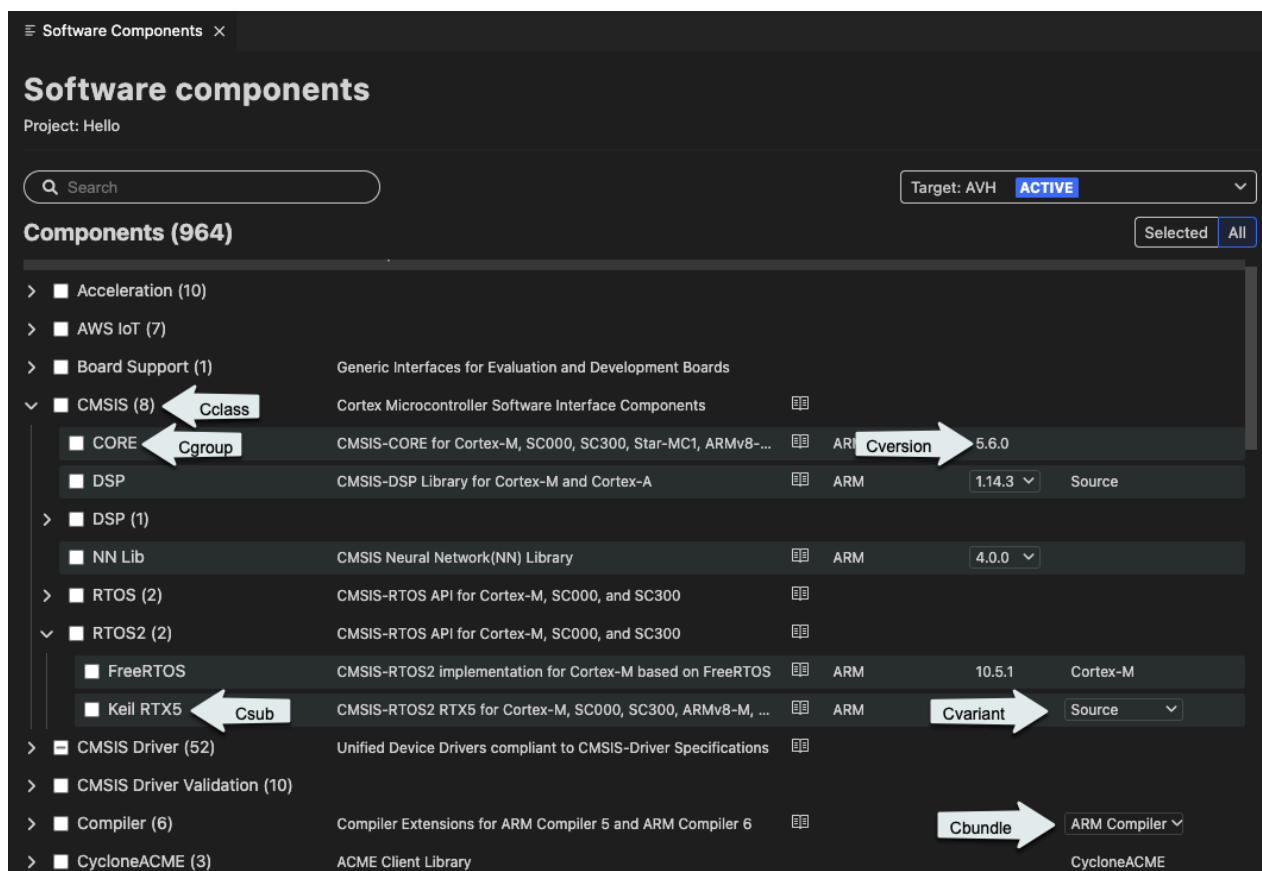 Software Components
Software components
Project: Hello
Search
Target: AVH ACTIVE
Components (964)
Selected All
Acceleration (10)
AWS IoT (7)
Board Support (1) Generic Interfaces for Evaluation and Development Boards
CMSIS (8) Cclass Cortex Microcontroller Software Interface Components
CORE Cgroup CMSIS-CORE for Cortex-M, SC000, SC300, Star-MC1, ARMv8-... Cversion 5.6.0
DSP CMSIS-DSP Library for Cortex-M and Cortex-A ARM 1.14.3 Source
DSP (1)
NN Lib CMSIS Neural Network(NN) Library ARM 4.0.0
RTOS (2) CMSIS-RTOS API for Cortex-M, SC000, and SC300
RTOS2 (2) CMSIS-RTOS API for Cortex-M, SC000, and SC300
FreeRTOS CMSIS-RTOS2 implementation for Cortex-M based on FreeRTOS ARM 10.5.1 Cortex-M
Keil RTX5 Csub CMSIS-RTOS2 RTX5 for Cortex-M, SC000, SC300, ARMv8-M, ... ARM Cvariant Source
CMSIS Driver (52) Unified Device Drivers compliant to CMSIS-Driver Specifications
CMSIS Driver Validation (10)
Compiler (6) Compiler Extensions for ARM Compiler 5 and ARM Compiler 6 Cbundle ARM Compiler
CycloneACME (3) ACME Client Library CycloneACME